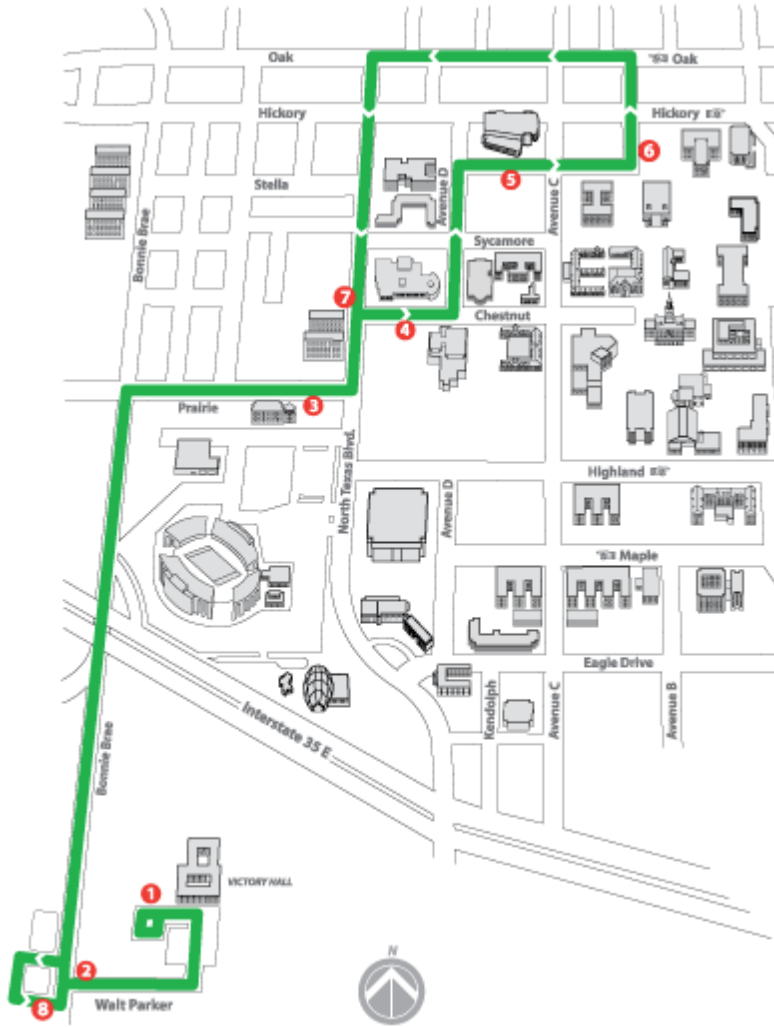 Oak
Oak
Hickory
Hickory
6
Stella
Avenue D
5
Avenue C
Bonnie Brae
Sycamore
7
4
Chestnut
Prairie
3
North Texas Blvd.
Avenue D
Highland
Maple
Eagle Drive
Kendolph
Avenue C
Avenue B
Interstate 35 E
Bonnie Brae
1
VICTORY HALL
2
8
Walt Parker
N